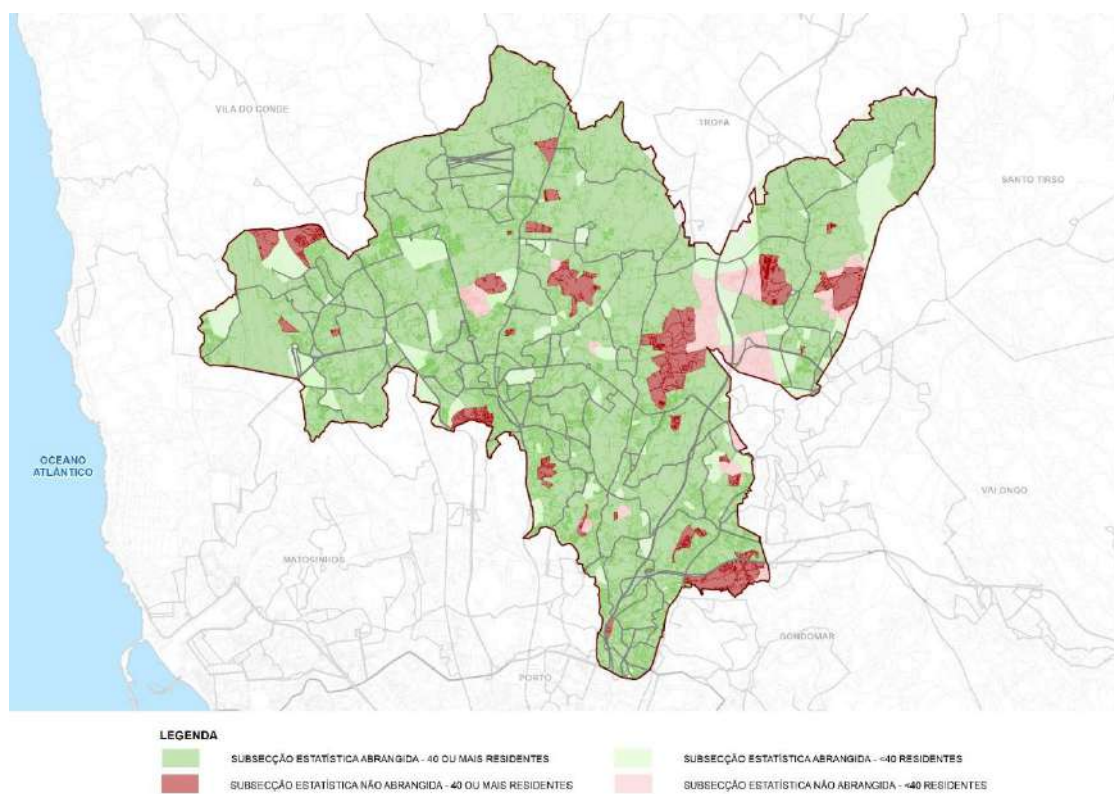 VILA DO CONDE
TROFA
SANTO TIRSO
OCEANO
ATLÂNTICO
VALONGO
MATOSINHOS
GONDOMAR
PORTO
LEGENDA
SUBSECÇÃO ESTATÍSTICA ABRANGIDA - 40 OU MAIS RESIDENTES
SUBSECÇÃO ESTATÍSTICA ABRANGIDA - <40 RESIDENTES
SUBSECÇÃO ESTATÍSTICA NÃO ABRANGIDA - 40 OU MAIS RESIDENTES
SUBSECÇÃO ESTATÍSTICA NÃO ABRANGIDA - <40 RESIDENTES